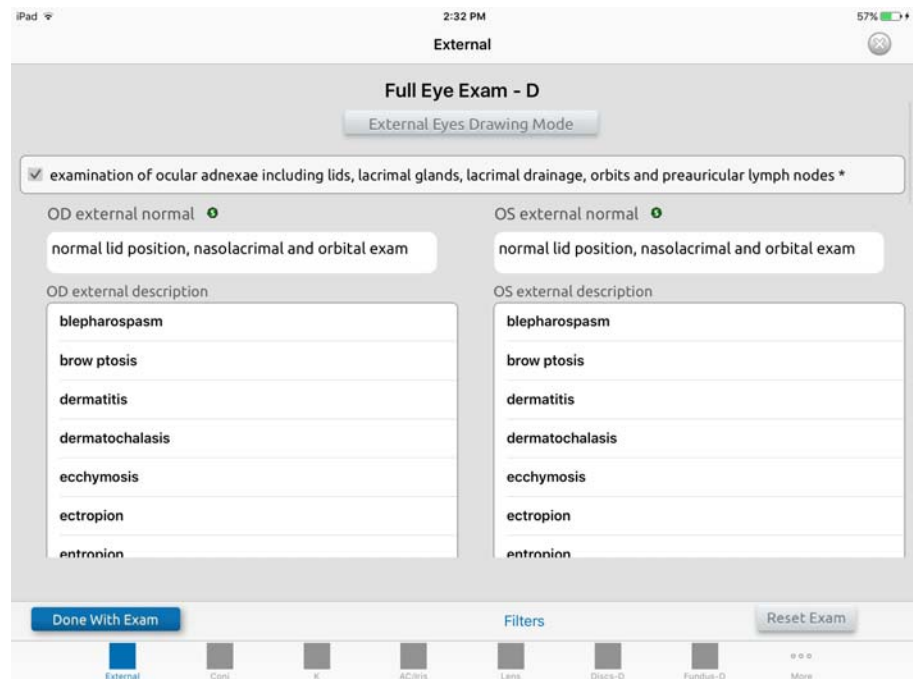 iPad
2:32 PM
57%
External
Full Eye Exam - D
External Eyes Drawing Mode
examination of ocular adnexae including lids, lacrimal glands, lacrimal drainage, orbits and preauricular lymph nodes *
OD external normal
OS external normal
normal lid position, nasolacrimal and orbital exam
normal lid position, nasolacrimal and orbital exam
OD external description
OS external description
blepharospasm
blepharospasm
brow ptosis
brow ptosis
dermatitis
dermatitis
dermatochalasis
dermatochalasis
ecchymosis
ecchymosis
ectropion
ectropion
entropion
entropion
Done With Exam
Filters
Reset Exam
External
Conj
K
AC/Iris
Lens
Discs-D
Fundus-D
More